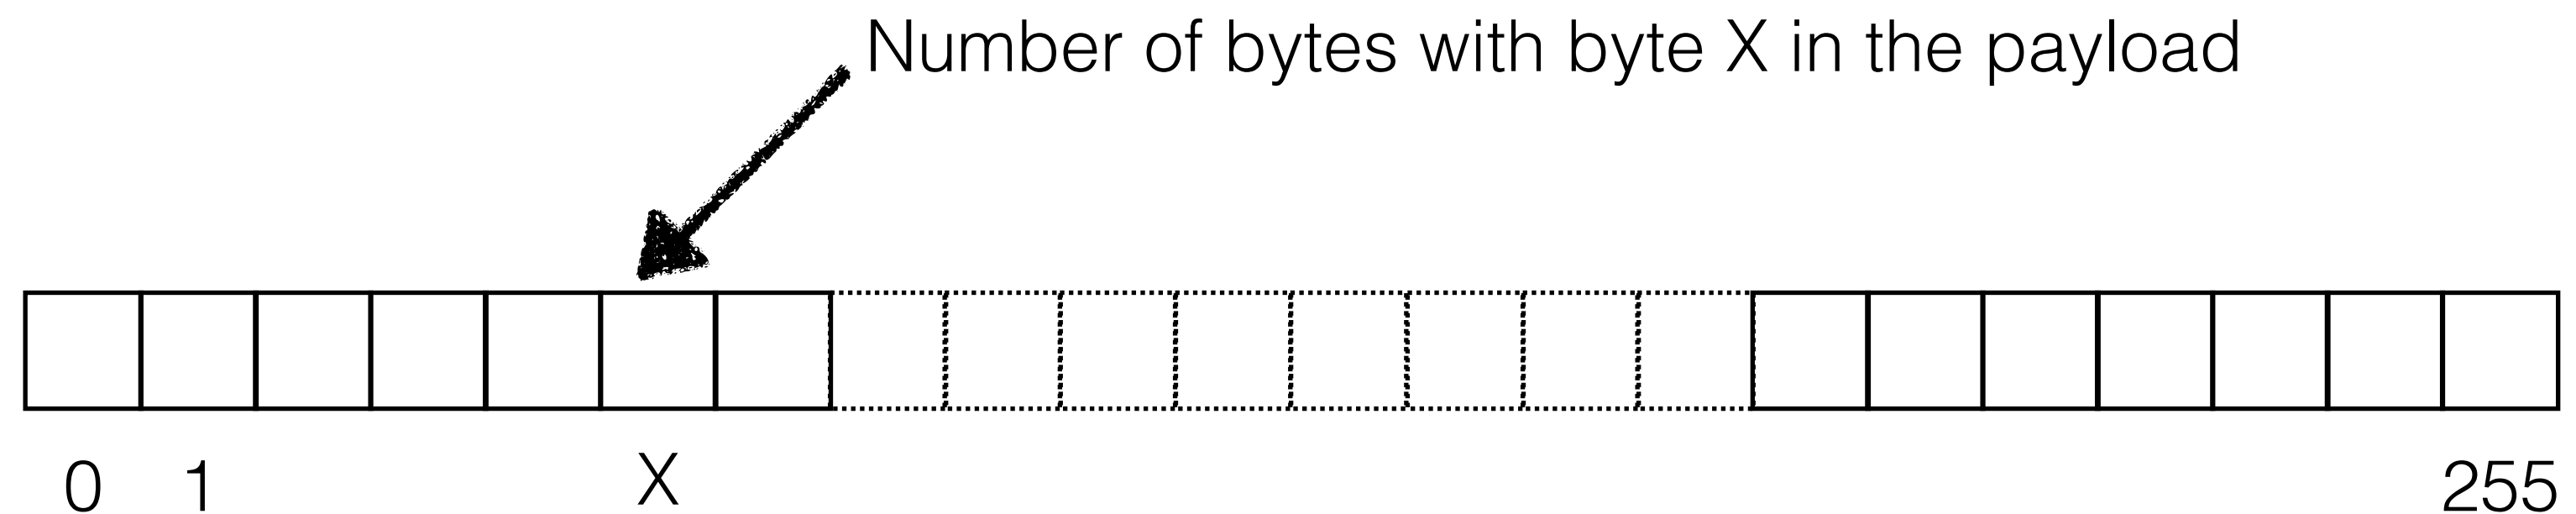 Number of bytes with byte X in the payload
0 1 X 255